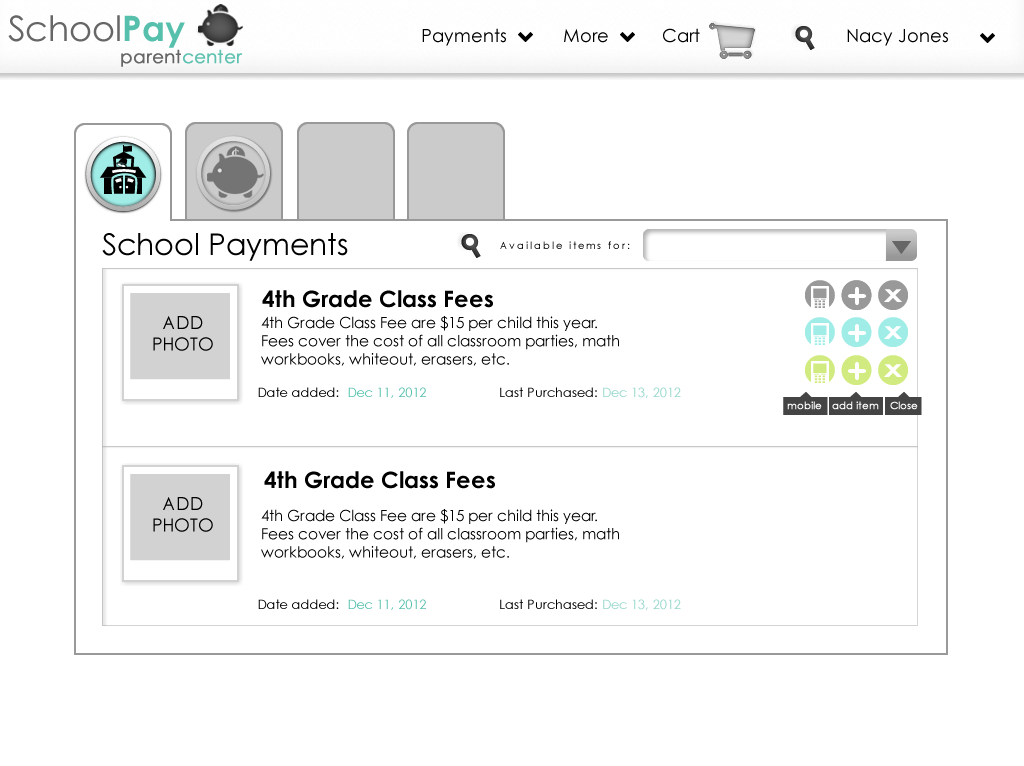 SchoolPay
parentcenter
Payments
More
Cart
Nacy Jones
School Payments
Available items for:
ADD
PHOTO
4th Grade Class Fees
4th Grade Class Fee are $15 per child this year.
Fees cover the cost of all classroom parties, math
workbooks, whiteout, erasers, etc.
Date added: Dec 11, 2012
Last Purchased: Dec 13, 2012
mobile
add item
Close
ADD
PHOTO
4th Grade Class Fees
4th Grade Class Fee are $15 per child this year.
Fees cover the cost of all classroom parties, math
workbooks, whiteout, erasers, etc.
Date added: Dec 11, 2012
Last Purchased: Dec 13, 2012